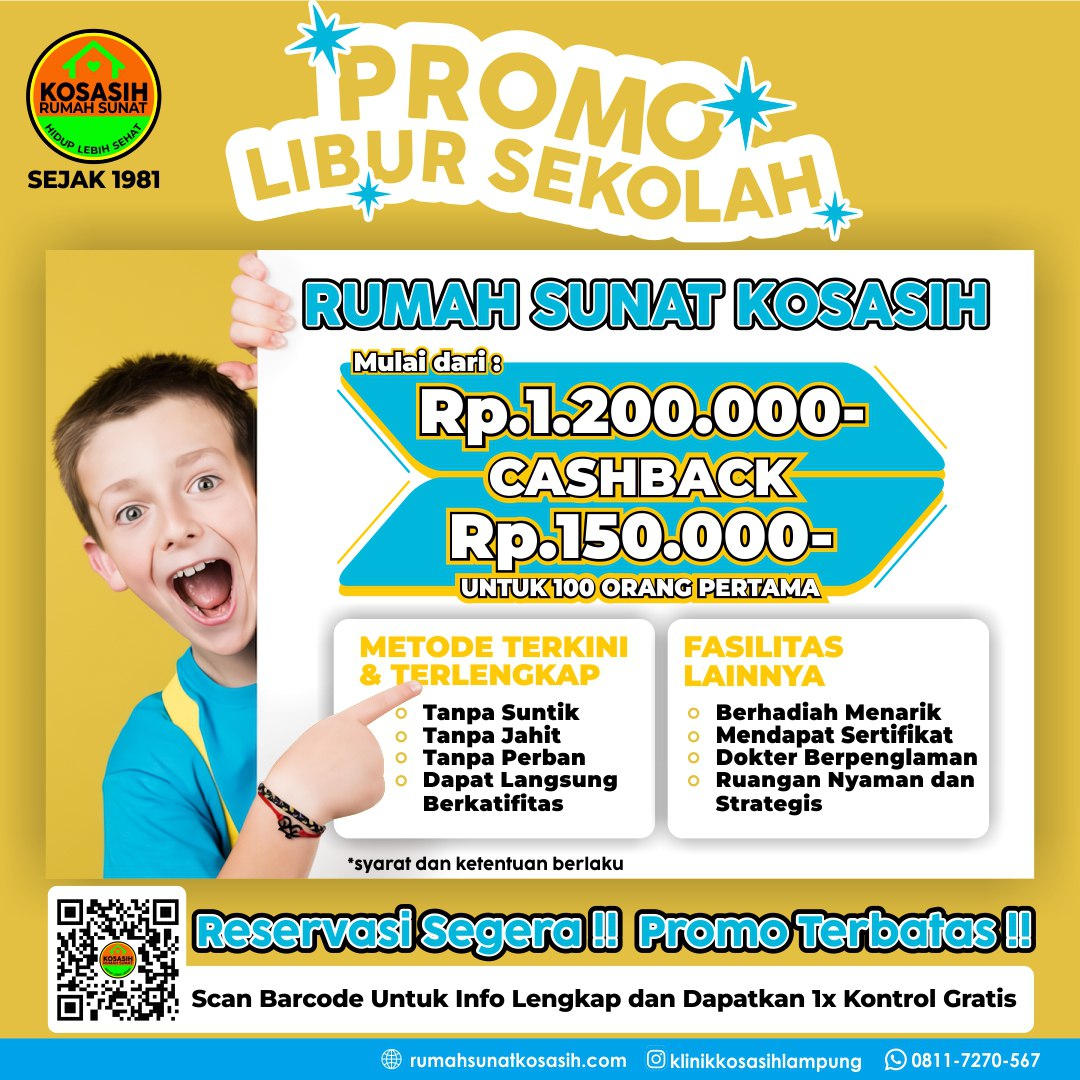 KOSASIH
RUMAH SUNAT
HIDUP LEBIH SEHAT
SEJAK 1981
PROMO
LIBUR SEKOLAH
RUMAH SUNAT KOSASIH
Mulai dari :
Rp.1.200.000-
CASHBACK
Rp.150.000-
UNTUK 100 ORANG PERTAMA
METODE TERKINI
& TERLENGKAP
Tanpa Suntik
Tanpa Jahit
Tanpa Perban
Dapat Langsung
Berkatifitas
FASILITAS
LAINNYA
Berhadiah Menarik
Mendapat Sertifikat
Dokter Berpenglaman
Ruangan Nyaman dan
Strategis
*syarat dan ketentuan berlaku
KOSASIH
RUMAH SUNAT
Reservasi Segera !! Promo Terbatas !!
Scan Barcode Untuk Info Lengkap dan Dapatkan 1x Kontrol Gratis
rumahsunatkosasih.com klinikkosasihlampung 0811-7270-567